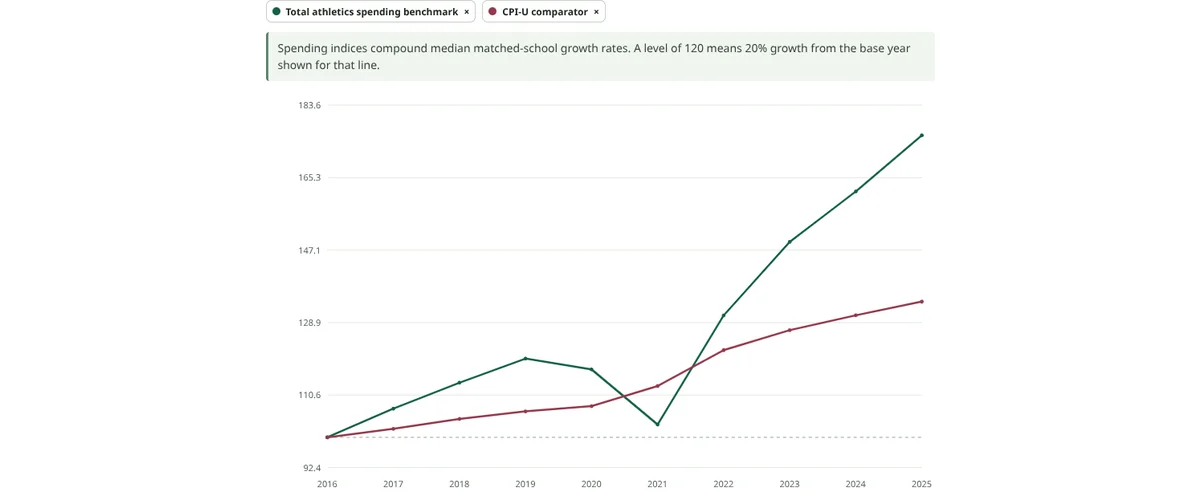 Total athletics spending benchmark × CPI-U comparator ×
Spending indices compound median matched-school growth rates. A level of 120 means 20% growth from the base year
shown for that line.
183.6
165.3
147.1
128.9
110.6
92.4
2016 2017 2018 2019 2020 2021 2022 2023 2024 2025